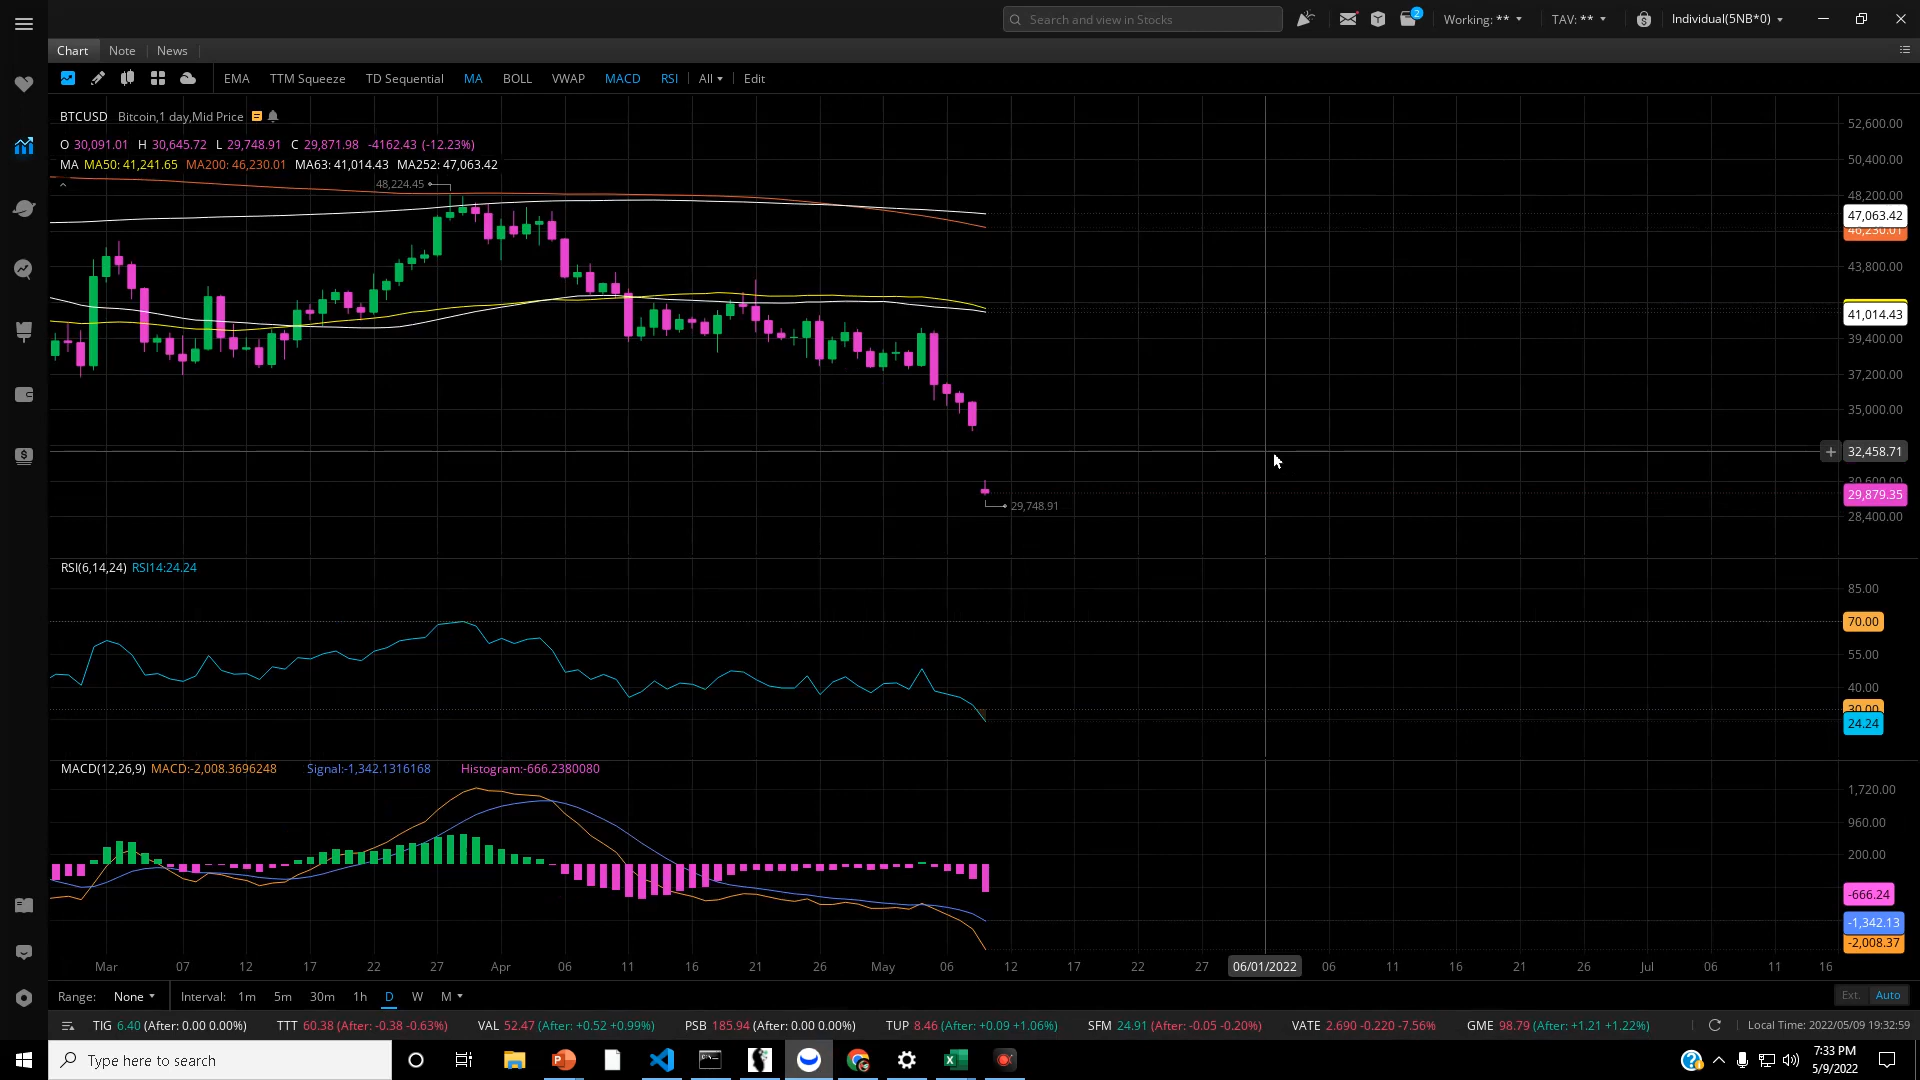 Search and view in Stocks
2
Working: **
TAV: **
Individual(5NB*0)
Chart
Note
News
EMA
TTM Squeeze
TD Sequential
MA
BOLL
VWAP
MACD
RSI
All
Edit
BTCUSD Bitcoin,1 day,Mid Price
O 30,091.01 H 30,645.72 L 29,748.91 C 29,871.98 -4162.43 (-12.23%)
MA MA50: 41,241.65 MA200: 46,230.01 MA63: 41,014.43 MA252: 47,063.42
48,224.45
29,748.91
52,600.00
50,400.00
48,200.00
47,063.42
46,230.01
43,800.00
41,014.43
39,400.00
37,200.00
35,000.00
32,458.71
30,600.00
29,879.35
28,400.00
RSI(6,14,24) RSI14:24.24
85.00
70.00
55.00
40.00
30.00
24.24
MACD(12,26,9) MACD:-2,008.3696248 Signal:-1,342.1316168 Histogram:-666.2380080
1,720.00
960.00
200.00
-666.24
-1,342.13
-2,008.37
Mar 07 12 17 22 27 Apr 06 11 16 21 26 May 06 12 17 22 27 06/01/2022 06 11 16 21 26 Jul 06 11 16
Range: None Interval: 1m 5m 30m 1h D W M
Ext. Auto
TIG 6.40 (After: 0.00 0.00%) TTT 60.38 (After: -0.38 -0.63%) VAL 52.47 (After: +0.52 +0.99%) PSB 185.94 (After: 0.00 0.00%) TUP 8.46 (After: +0.09 +1.06%) SFM 24.91 (After: -0.05 -0.20%) VATE 2.690 -0.220 -7.56% GME 98.79 (After: +1.21 +1.22%)
Local Time: 2022/05/09 19:32:59
Type here to search
7:33 PM
5/9/2022